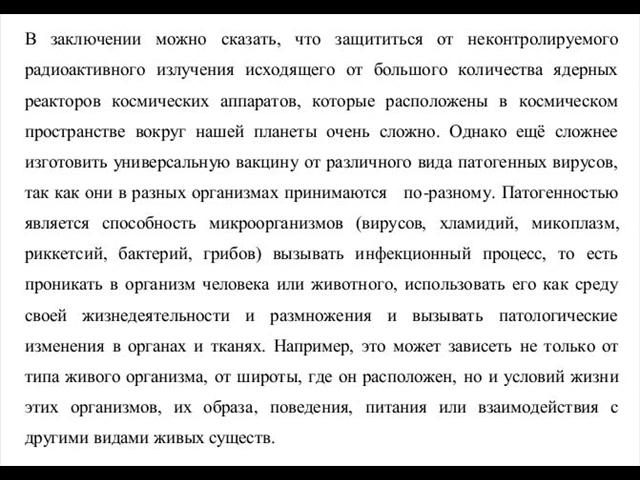 В заключении можно сказать, что защититься от неконтролируемого
радиоактивного излучения исходящего от большого количества ядерных
реакторов космических аппаратов, которые расположены в космическом
пространстве вокруг нашей планеты очень сложно. Однако ещё сложнее
изготовить универсальную вакцину от различного вида патогенных вирусов,
так как они в разных организмах принимаются по-разному. Патогенностью
является способность микроорганизмов (вирусов, хламидий, микоплазм,
риккетсий, бактерий, грибов) вызывать инфекционный процесс, то есть
проникать в организм человека или животного, использовать его как среду
своей жизнедеятельности и размножения и вызывать патологические
изменения в органах и тканях. Например, это может зависеть не только от
типа живого организма, от широты, где он расположен, но и условий жизни
этих организмов, их образа, поведения, питания или взаимодействия с
другими видами живых существ.